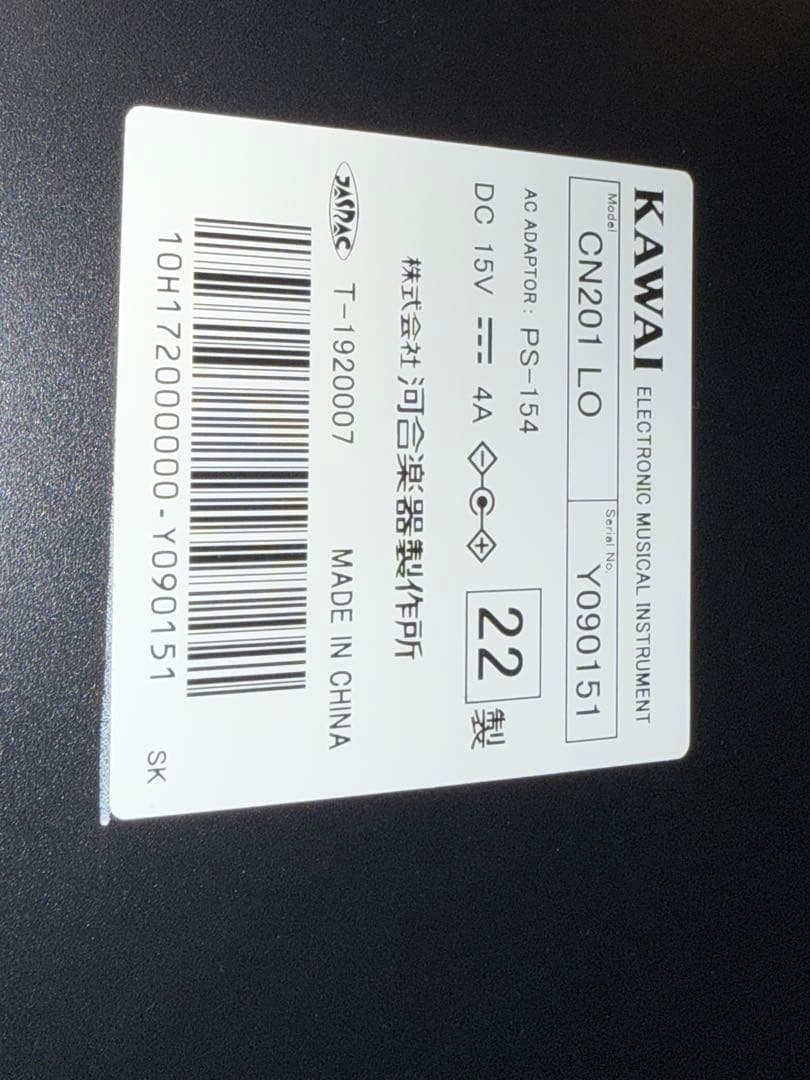 KAWAI ELECTRONIC MUSICAL INSTRUMENT
Model CN201 LO Serial No. Y090151
AC ADAPTOR : PS-154
DC 15V ⎓ 4A - + 22 製
株式会社 河合楽器製作所
JASPAC T-1920007 MADE IN CHINA
10H172000000-Y090151 SK